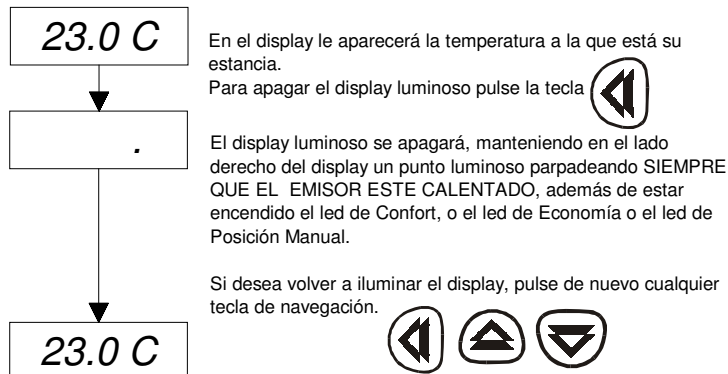 23.0 C
En el display le aparecerá la temperatura a la que está su
estancia.
Para apagar el display luminoso pulse la tecla
.
El display luminoso se apagará, manteniendo en el lado
derecho del display un punto luminoso parpadeando SIEMPRE
QUE EL EMISOR ESTE CALENTADO, además de estar
encendido el led de Confort, o el led de Economía o el led de
Posición Manual.
Si desea volver a iluminar el display, pulse de nuevo cualquier
tecla de navegación.
23.0 C